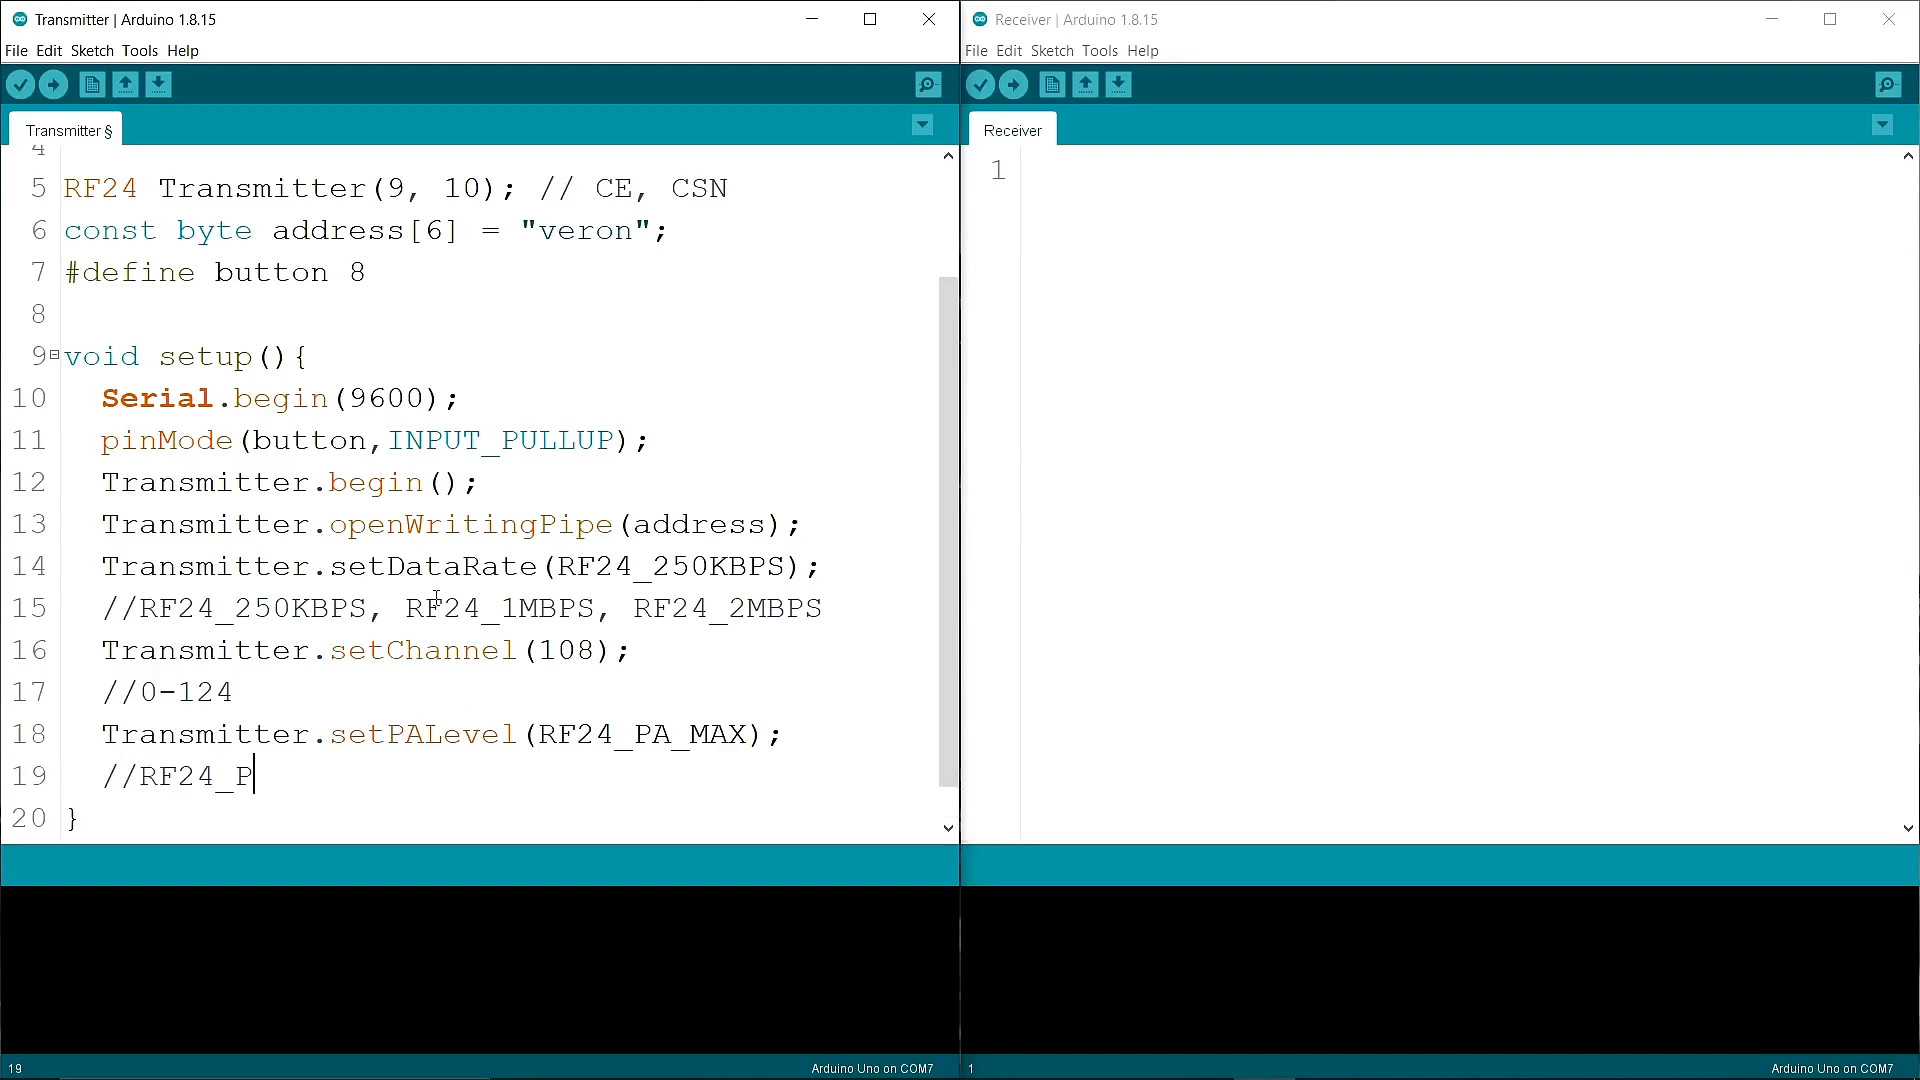 Transmitter | Arduino 1.8.15
File Edit Sketch Tools Help
Transmitter §
4
5 RF24 Transmitter(9, 10); // CE, CSN
6 const byte address[6] = "veron";
7 #define button 8
8
9 void setup(){
10 Serial.begin(9600);
11 pinMode(button,INPUT_PULLUP);
12 Transmitter.begin();
13 Transmitter.openWritingPipe(address);
14 Transmitter.setDataRate(RF24_250KBPS);
15 //RF24_250KBPS, RF24_1MBPS, RF24_2MBPS
16 Transmitter.setChannel(108);
17 //0-124
18 Transmitter.setPALevel(RF24_PA_MAX);
19 //RF24_P
20 }
19 Arduino Uno on COM7
Receiver | Arduino 1.8.15
File Edit Sketch Tools Help
Receiver
1
1 Arduino Uno on COM7